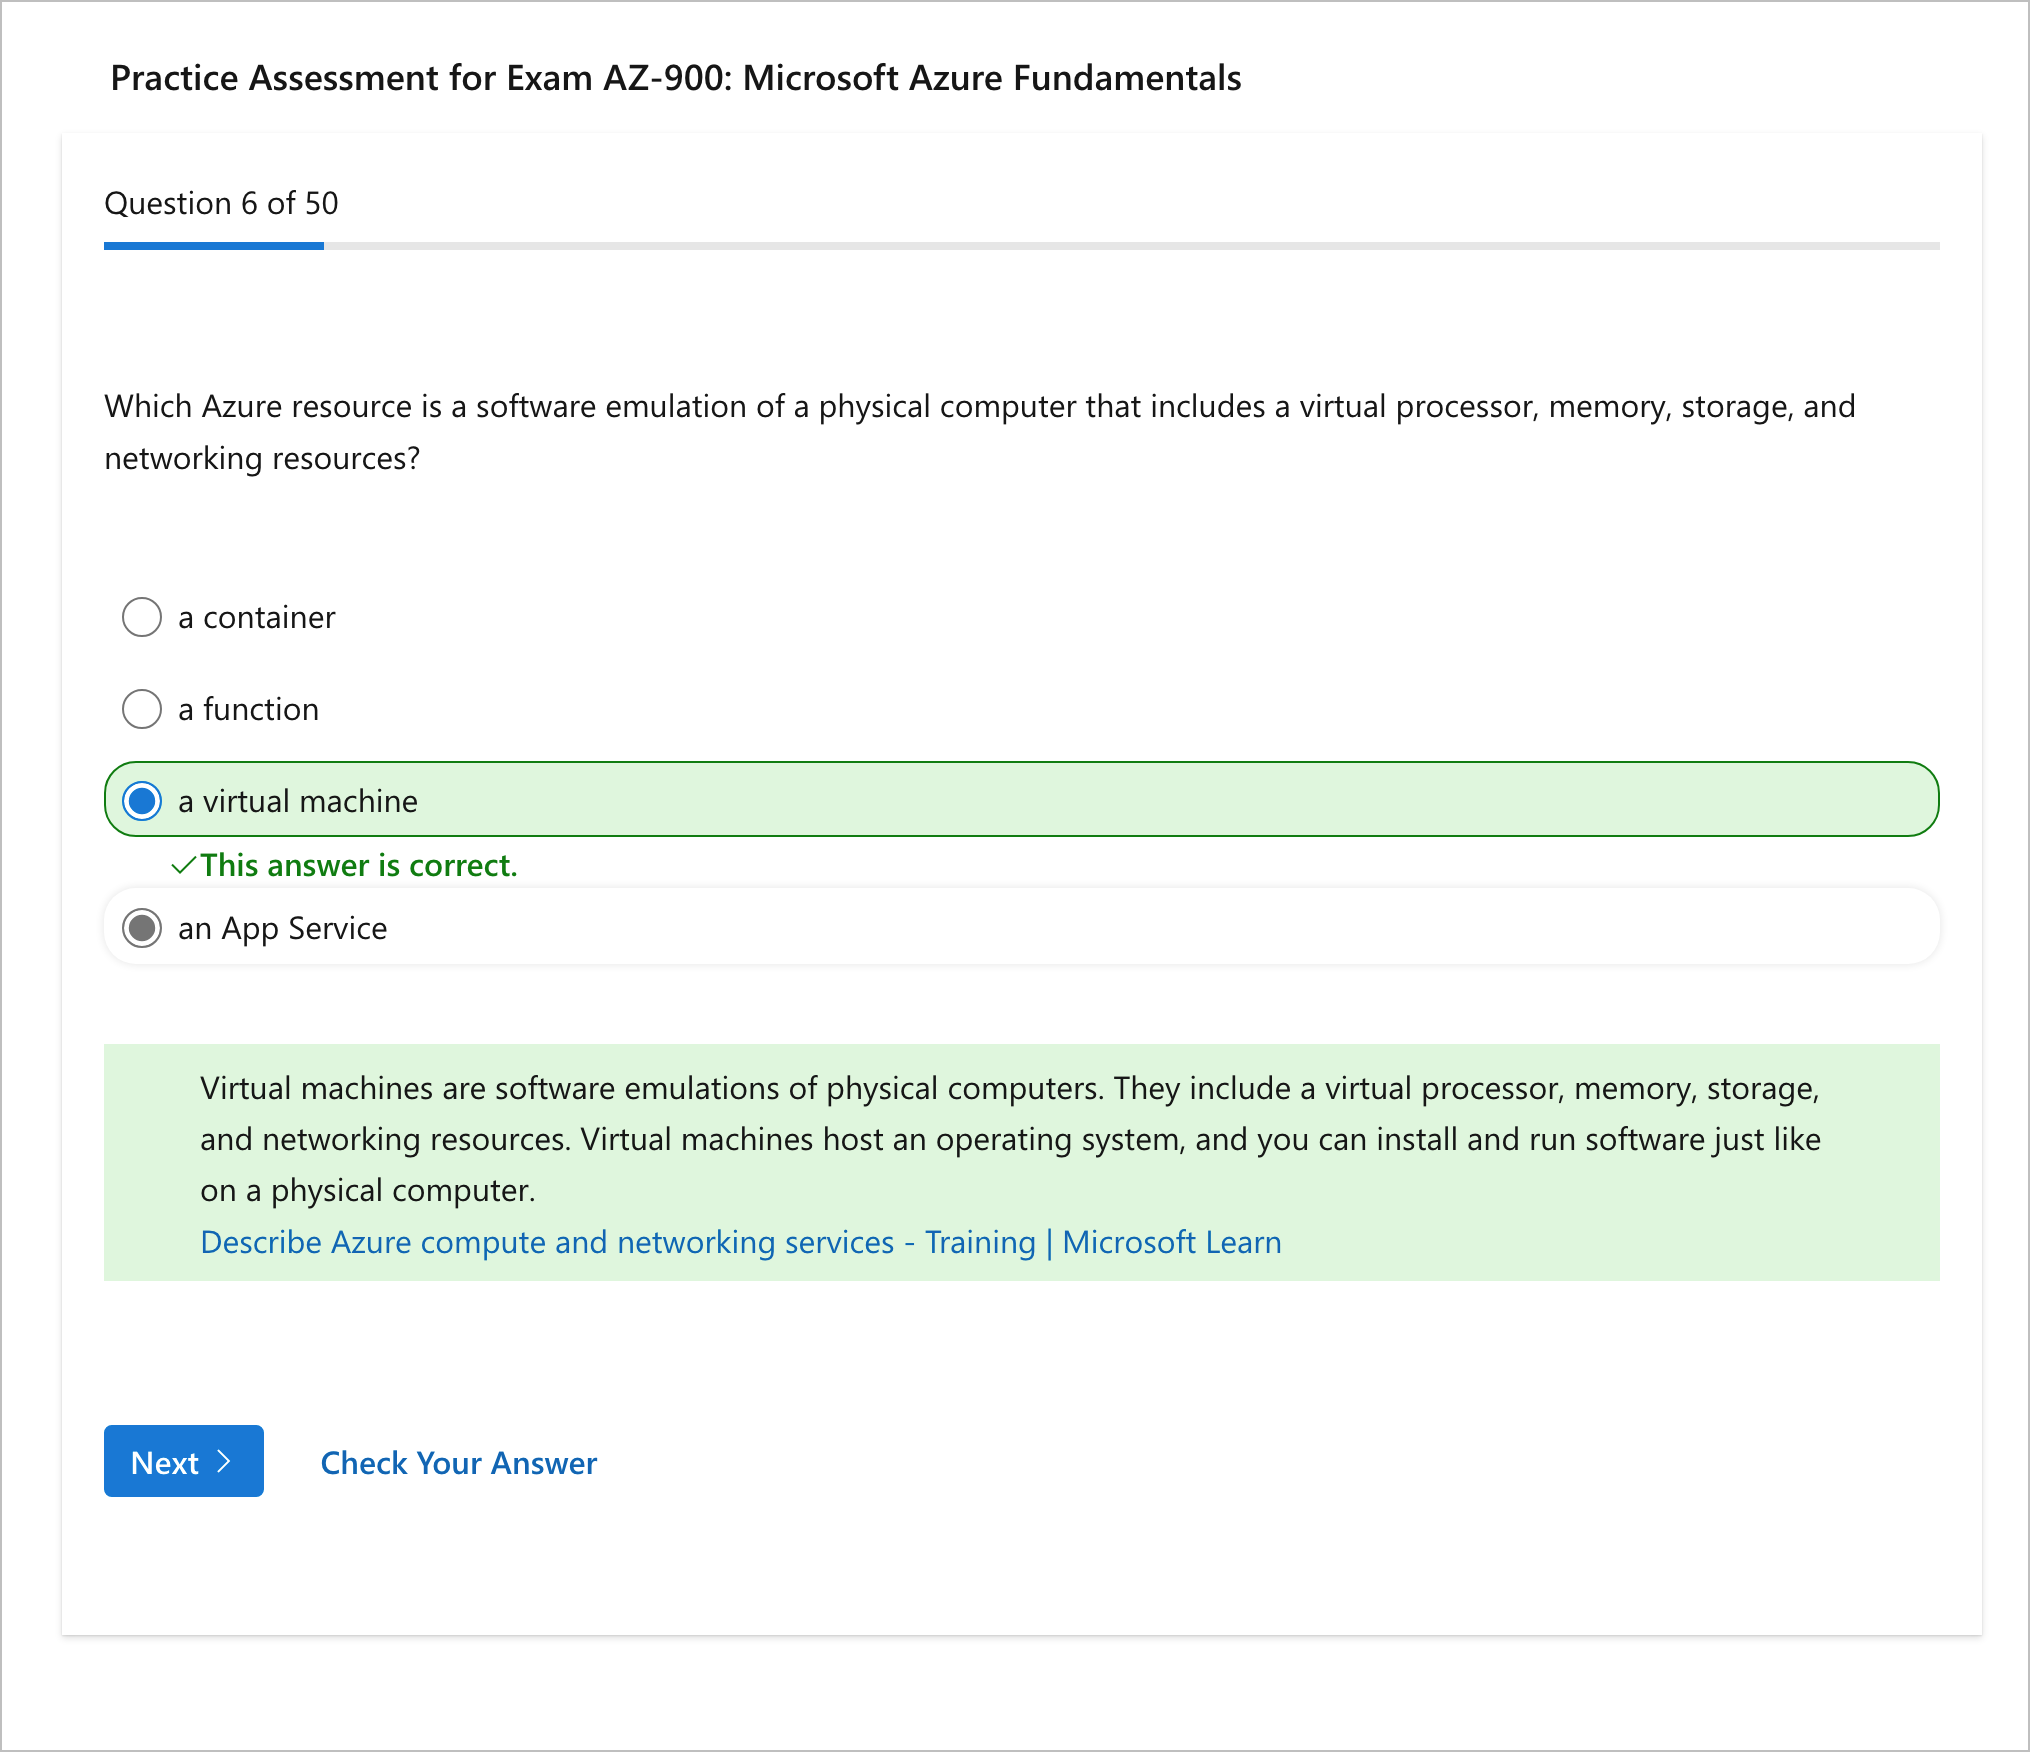 Practice Assessment for Exam AZ-900: Microsoft Azure Fundamentals
Question 6 of 50
Which Azure resource is a software emulation of a physical computer that includes a virtual processor, memory, storage, and
networking resources?
a container
a function
a virtual machine
This answer is correct.
an App Service
Virtual machines are software emulations of physical computers. They include a virtual processor, memory, storage,
and networking resources. Virtual machines host an operating system, and you can install and run software just like
on a physical computer.
Describe Azure compute and networking services - Training | Microsoft Learn
Next
Check Your Answer